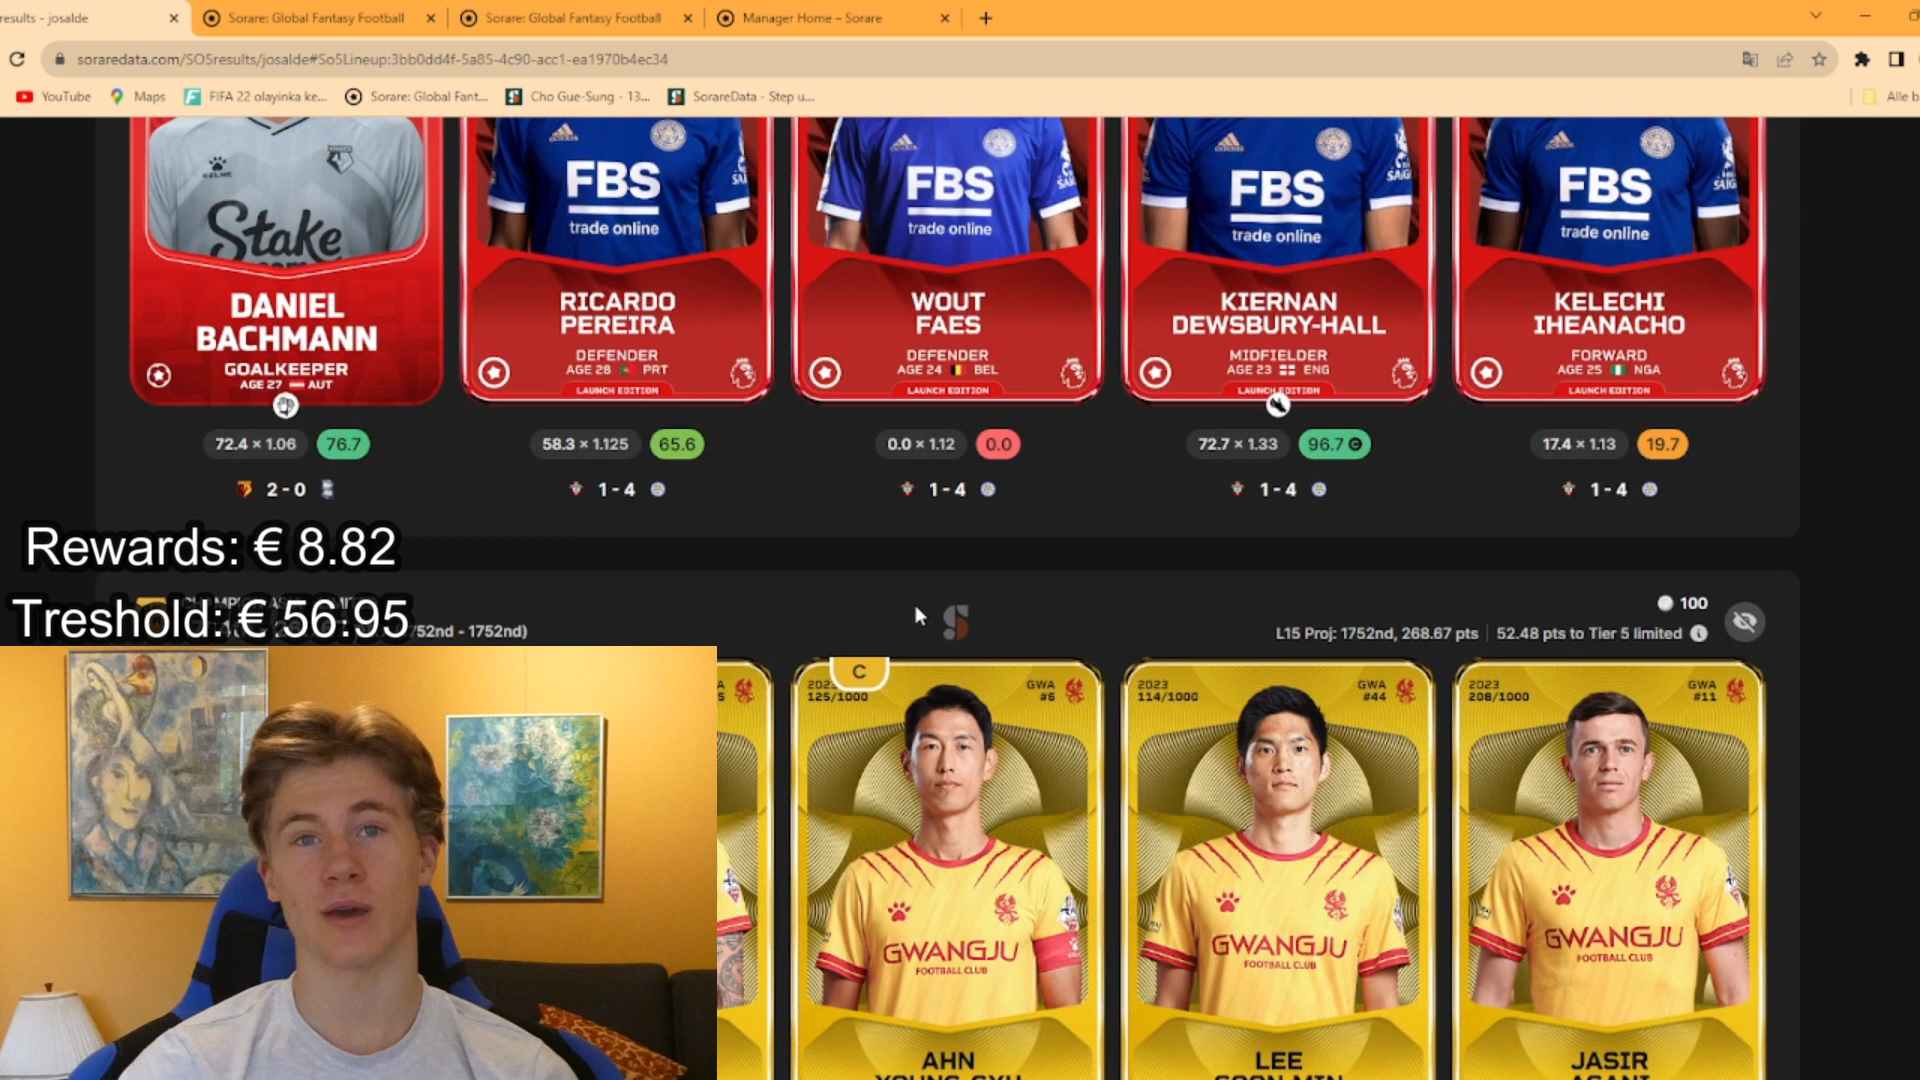 esults - josalde
Sorare: Global Fantasy Football
Sorare: Global Fantasy Football
Manager Home – Sorare
soraredata.com/SO5results/josalde#So5Lineup:3bb0dd4f-5a85-4c90-acc1-ea1970b4ec34
YouTube
Maps
FIFA 22 olayinka ke...
Sorare: Global Fant...
Cho Gue-Sung - 13...
SorareData - Step u...
Alle b
KELME
Stake
FBS
trade online
FBS
trade online
FBS
trade online
FBS
trade online
DANIEL
BACHMANN
GOALKEEPER
AGE 27 AUT
RICARDO
PEREIRA
DEFENDER
AGE 28 PRT
LAUNCH EDITION
WOUT
FAES
DEFENDER
AGE 24 BEL
LAUNCH EDITION
KIERNAN
DEWSBURY-HALL
MIDFIELDER
AGE 23 ENG
LAUNCH EDITION
KELECHI
IHEANACHO
FORWARD
AGE 25 NGA
LAUNCH EDITION
72.4 × 1.06 76.7
58.3 × 1.125 65.6
0.0 × 1.12 0.0
72.7 × 1.33 96.7 C
17.4 × 1.13 19.7
2 - 0
1 - 4
1 - 4
1 - 4
1 - 4
Rewards: € 8.82
Treshold: € 56.95
752nd - 1752nd)
100
L15 Proj: 1752nd, 268.67 pts
52.48 pts to Tier 5 limited
C
125/1000
GWA
#6
2023
114/1000
GWA
#44
2023
208/1000
GWA
#11
GWANGJU
FOOTBALL CLUB
GWANGJU
FOOTBALL CLUB
GWANGJU
FOOTBALL CLUB
AHN
LEE
JASIR